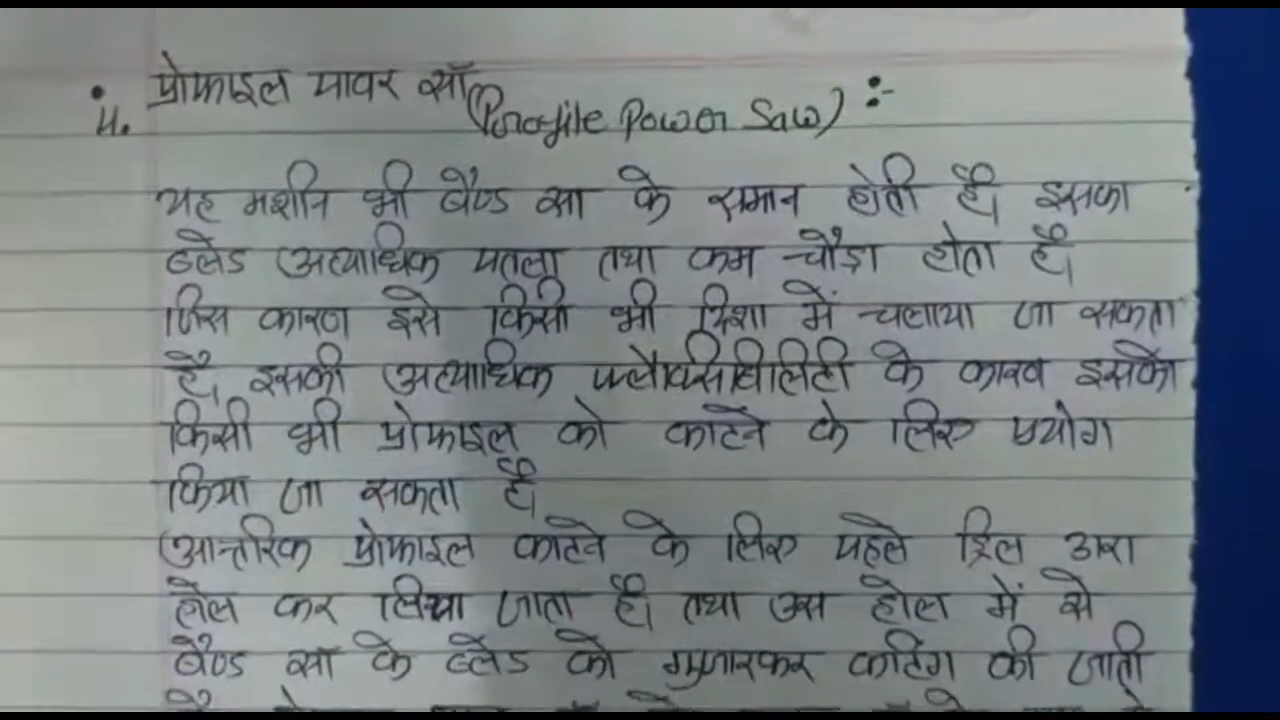 4. प्रोफाइल पावर सॉ (Profile Power Saw) :-
यह मशीन भी बैण्ड सा के समान होती है। इसका
ब्लेड अत्याधिक पतला तथा कम चौड़ा होता है।
जिस कारण इसे किसी भी दिशा में चलाया जा सकता
है। इसकी अत्याधिक फ्लैक्सिबिलिटी के कारण इसको
किसी भी प्रोफाइल को काटने के लिए प्रयोग
किया जा सकता है।
आन्तरिक प्रोफाइल काटने के लिए पहले ड्रिल द्वारा
होल कर लिया जाता है। तथा उस होल में से
बैण्ड सा के ब्लेड को गुजारकर कटिंग की जाती